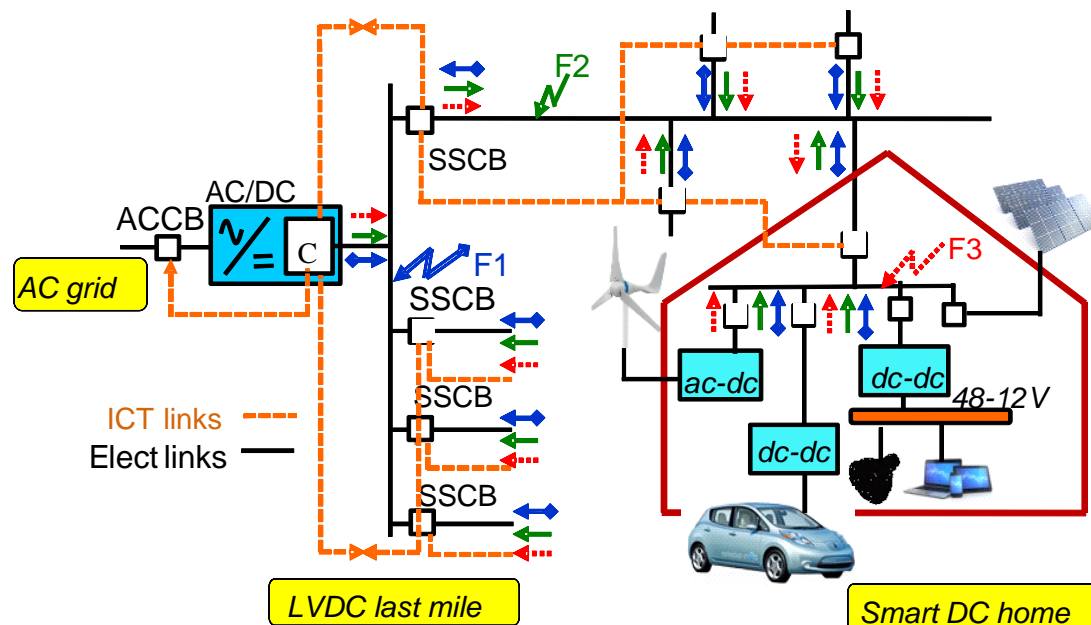 F2
SSCB
AC/DC
ACCB
C
AC grid
F1
F3
SSCB
ac-dc
dc-dc
48-12V
SSCB
ICT links
Elect links
dc-dc
SSCB
LVDC last mile
Smart DC home